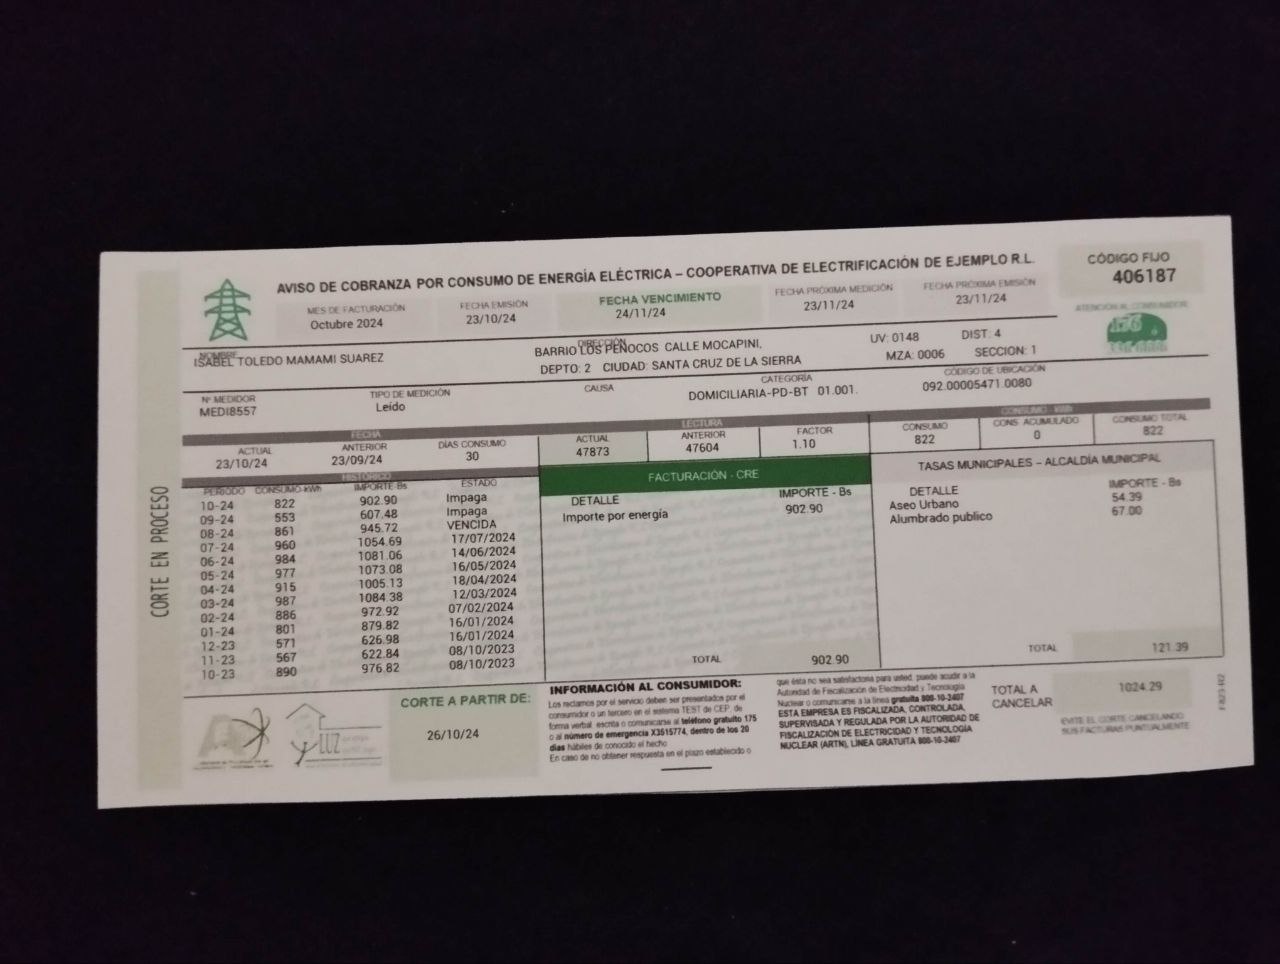 AVISO DE COBRANZA POR CONSUMO DE ENERGÍA ELÉCTRICA – COOPERATIVA DE ELECTRIFICACIÓN DE EJEMPLO R.L.
CÓDIGO FIJO
406187
MES DE FACTURACIÓN
Octubre 2024
FECHA EMISIÓN
23/10/24
FECHA VENCIMIENTO
24/11/24
FECHA PRÓXIMA MEDICIÓN
23/11/24
FECHA PRÓXIMA EMISIÓN
23/11/24
ATENCION AL CONSUMIDOR
NOMBRE
ISABEL TOLEDO MAMAMI SUAREZ
DIRECCIÓN
BARRIO LOS PEÑOCOS CALLE MOCAPINI,
DEPTO: 2 CIUDAD: SANTA CRUZ DE LA SIERRA
UV: 0148 DIST: 4
MZA: 0006 SECCION: 1
Nº MEDIDOR
MEDI8557
TIPO DE MEDICIÓN
Leído
CAUSA
CATEGORÍA
DOMICILIARIA-PD-BT 01.001.
CÓDIGO DE UBICACIÓN
092.00005471.0080
FECHA
ACTUAL
23/10/24
ANTERIOR
23/09/24
DÍAS CONSUMO
30
LECTURA
ACTUAL
47873
ANTERIOR
47604
FACTOR
1.10
CONSUMO - kWh
CONSUMO
822
CONS. ACUMULADO
0
CONSUMO TOTAL
822
CORTE EN PROCESO
HISTÓRICO
PERIODO CONSUMO-kWh IMPORTE Bs ESTADO
10-24 822 902.90 Impaga
09-24 553 607.48 Impaga
08-24 861 945.72 VENCIDA
07-24 960 1054.69 17/07/2024
06-24 984 1081.06 14/06/2024
05-24 977 1073.08 16/05/2024
04-24 915 1005.13 18/04/2024
03-24 987 1084.38 12/03/2024
02-24 886 972.92 07/02/2024
01-24 801 879.82 16/01/2024
12-23 571 626.98 16/01/2024
11-23 567 622.84 08/10/2023
10-23 890 976.82 08/10/2023
FACTURACIÓN - CRE
DETALLE IMPORTE - Bs
Importe por energía 902.90
TOTAL 902.90
TASAS MUNICIPALES – ALCALDÍA MUNICIPAL
DETALLE IMPORTE - Bs
Aseo Urbano 54.39
Alumbrado publico 67.00
TOTAL 121.39
LUZ
CORTE A PARTIR DE:
26/10/24
INFORMACIÓN AL CONSUMIDOR:
Los reclamos por el servicio deben ser presentados por el
consumidor o un tercero en el sistema TEST de CEP, de
forma verbal, escrita o comunicarse al teléfono gratuito 175
o al número de emergencia X3515774, dentro de los 20
días hábiles de conocido el hecho
En caso de no obtener respuesta en el plazo establecido o
que ésta no sea satisfactoria para usted, puede acudir a la
Autoridad de Fiscalización de Electricidad y Tecnología
Nuclear o comunicarse a la línea gratuita 800-10-2407
ESTA EMPRESA ES FISCALIZADA, CONTROLADA,
SUPERVISADA Y REGULADA POR LA AUTORIDAD DE
FISCALIZACIÓN DE ELECTRICIDAD Y TECNOLOGÍA
NUCLEAR (ARTN), LINEA GRATUITA 800-10-2407
TOTAL A
CANCELAR
1024.29
EVITE EL CORTE CANCELANDO
SUS FACTURAS PUNTUALMENTE